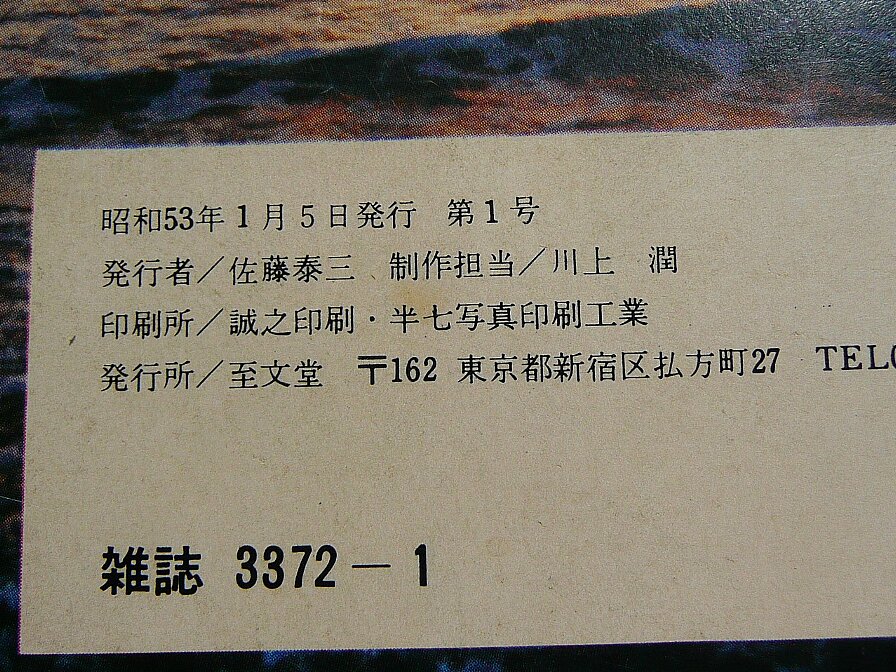 昭和53年1月5日発行　第1号
発行者／佐藤泰三　制作担当／川上　潤
印刷所／誠之印刷・半七写真印刷工業
発行所／至文堂　〒162 東京都新宿区払方町27　TEL
雑誌 3372－1